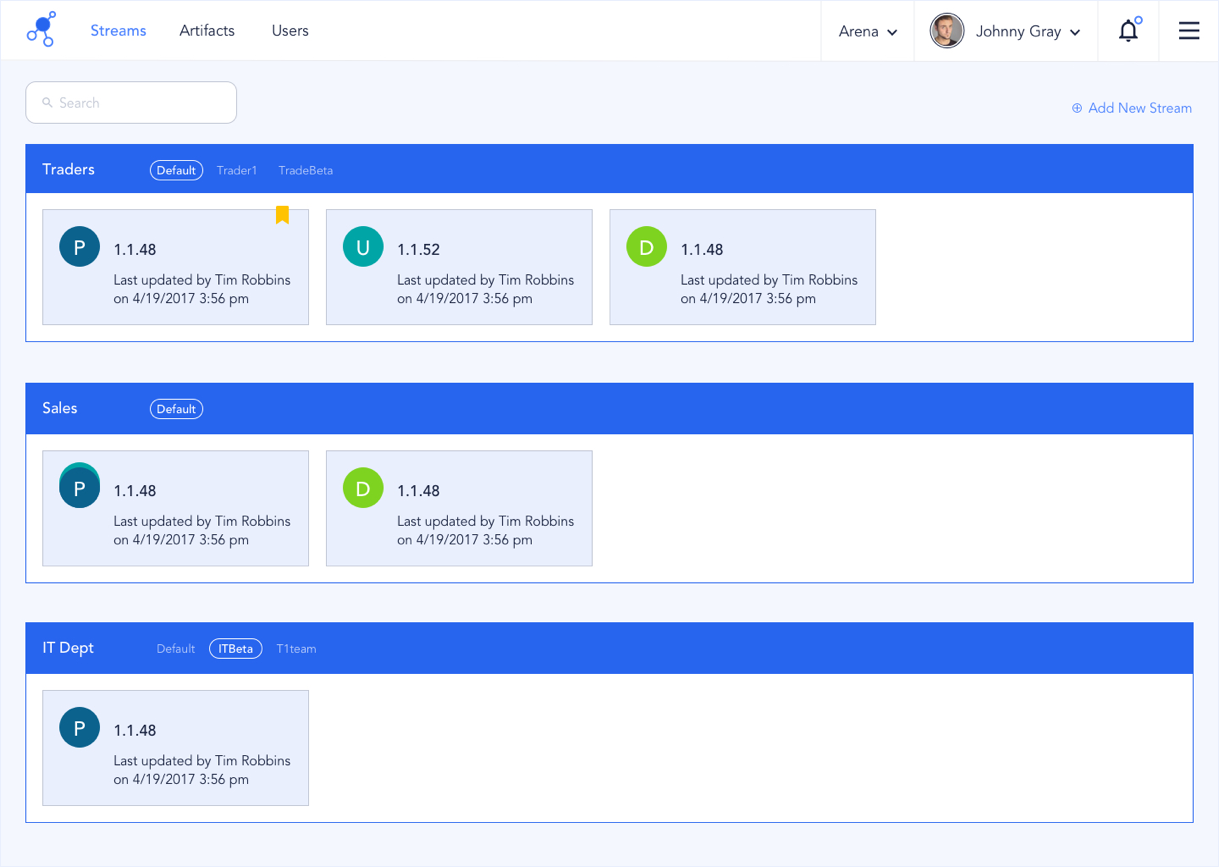 Streams Artifacts Users Arena Johnny Gray
Search
Add New Stream
Traders Default Trader1 TradeBeta
P 1.1.48
Last updated by Tim Robbins
on 4/19/2017 3:56 pm
U 1.1.52
Last updated by Tim Robbins
on 4/19/2017 3:56 pm
D 1.1.48
Last updated by Tim Robbins
on 4/19/2017 3:56 pm
Sales Default
P 1.1.48
Last updated by Tim Robbins
on 4/19/2017 3:56 pm
D 1.1.48
Last updated by Tim Robbins
on 4/19/2017 3:56 pm
IT Dept Default ITBeta T1team
P 1.1.48
Last updated by Tim Robbins
on 4/19/2017 3:56 pm